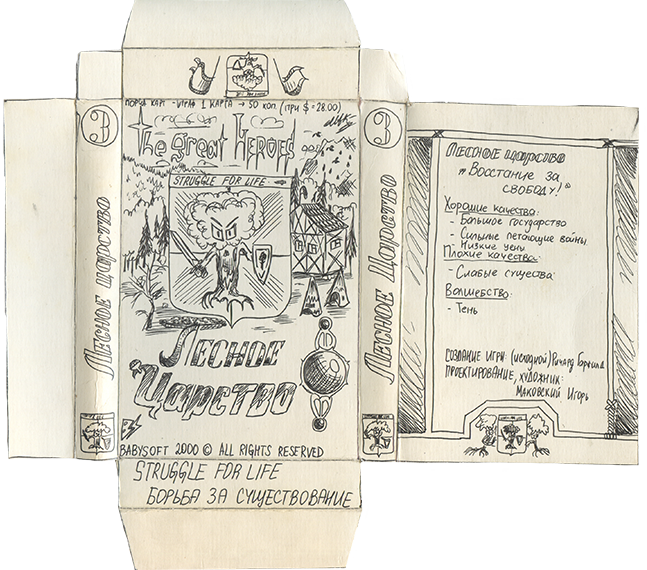 3
Лесное царство
ПОРЦИЯ КАРТ - ИГРА 1 КАРТА → 50 коп. (при $ = 28.00)
The great HEROES
STRUGGLE FOR LIFE
Лесное
Царство
BABYSOFT 2000 © ALL RIGHTS RESERVED
STRUGGLE FOR LIFE
БОРЬБА ЗА СУЩЕСТВОВАНИЕ
3
Лесное Царство
Лесное царство
"Восстание за
свободу!"
Хорошие качества:
- Большое государство
- Сильные летающие войны
Низкие цены
Плохие качества:
- Слабые существа
Волшебство:
- Тень
СОЗДАНИЕ ИГРЫ: (исходной) Ричард
ПРОЕКТИРОВАНИЕ, ХУДОЖНИК:
МАКОВСКИЙ Игорь